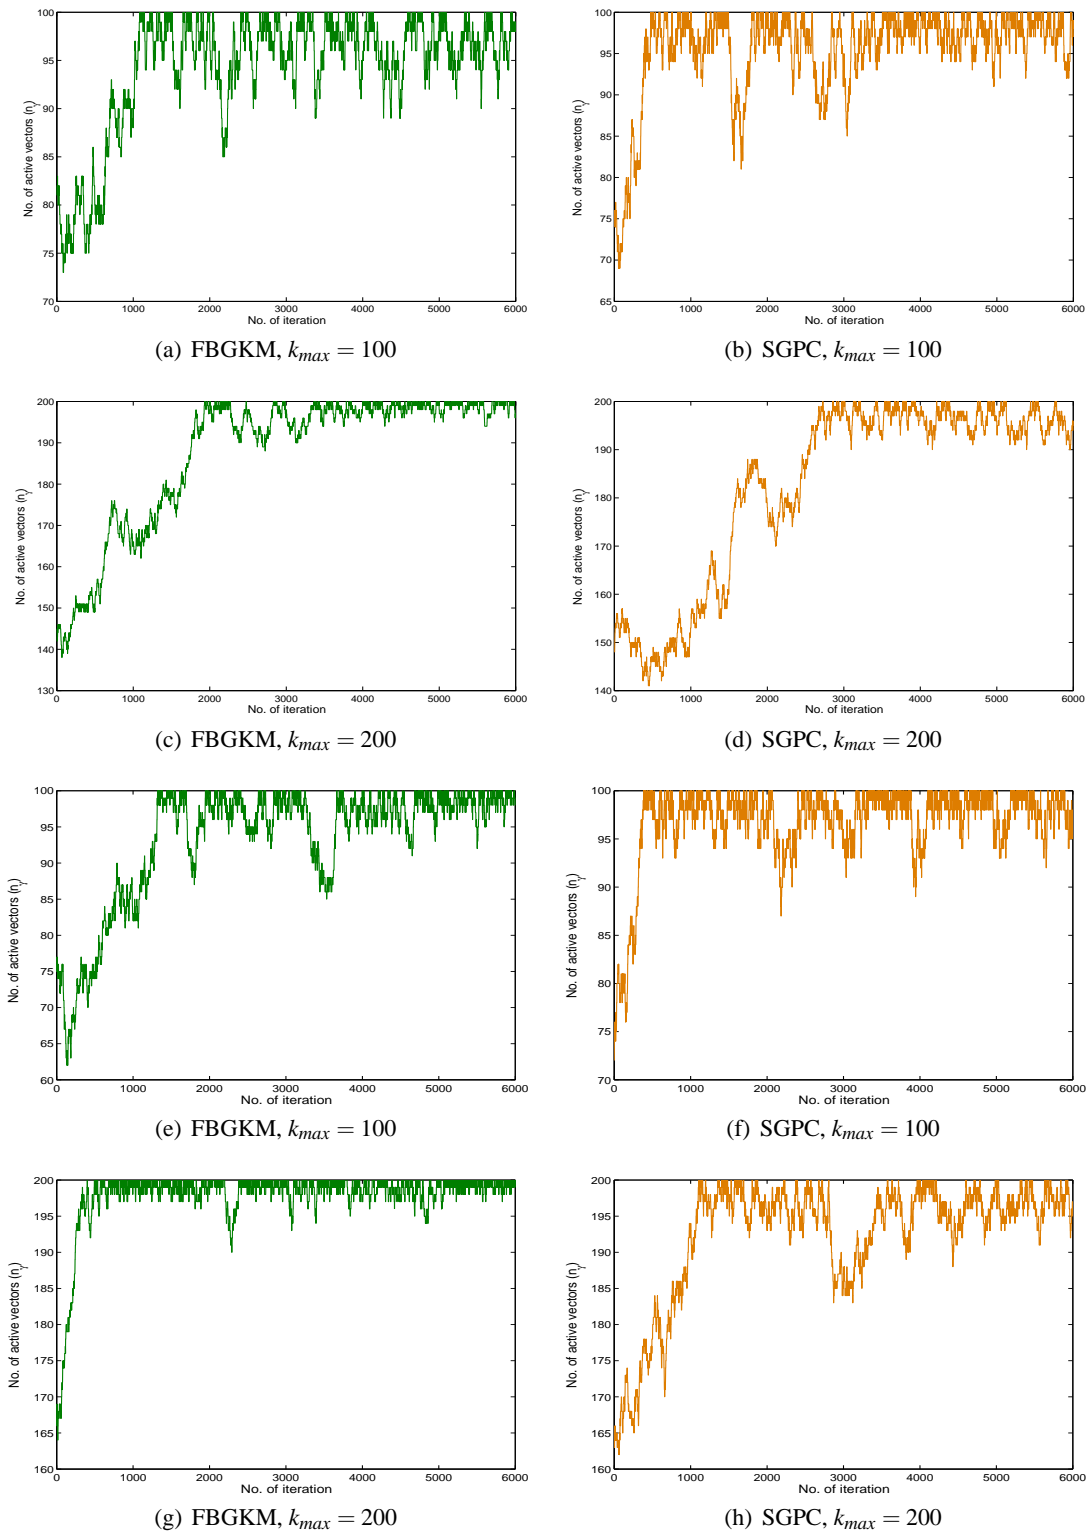 100
95
90
85
80
75
70
No. of active vectors (nγ)
0 1000 2000 3000 4000 5000 6000
No. of iteration
(a) FBGKM, kmax = 100
100
95
90
85
80
75
70
65
No. of active vectors (nγ)
0 1000 2000 3000 4000 5000 6000
No. of iteration
(b) SGPC, kmax = 100
200
190
180
170
160
150
140
130
No. of active vectors (nγ)
0 1000 2000 3000 4000 5000 6000
No. of iteration
(c) FBGKM, kmax = 200
200
190
180
170
160
150
140
No. of active vectors (nγ)
0 1000 2000 3000 4000 5000 6000
No. of iteration
(d) SGPC, kmax = 200
100
95
90
85
80
75
70
65
60
No. of active vectors (nγ)
0 1000 2000 3000 4000 5000 6000
No. of iteration
(e) FBGKM, kmax = 100
100
95
90
85
80
75
70
No. of active vectors (nγ)
0 1000 2000 3000 4000 5000 6000
No. of iteration
(f) SGPC, kmax = 100
200
195
190
185
180
175
170
165
160
No. of active vectors (nγ)
0 1000 2000 3000 4000 5000 6000
No. of iteration
(g) FBGKM, kmax = 200
200
195
190
185
180
175
170
165
160
No. of active vectors (nγ)
0 1000 2000 3000 4000 5000 6000
No. of iteration
(h) SGPC, kmax = 200